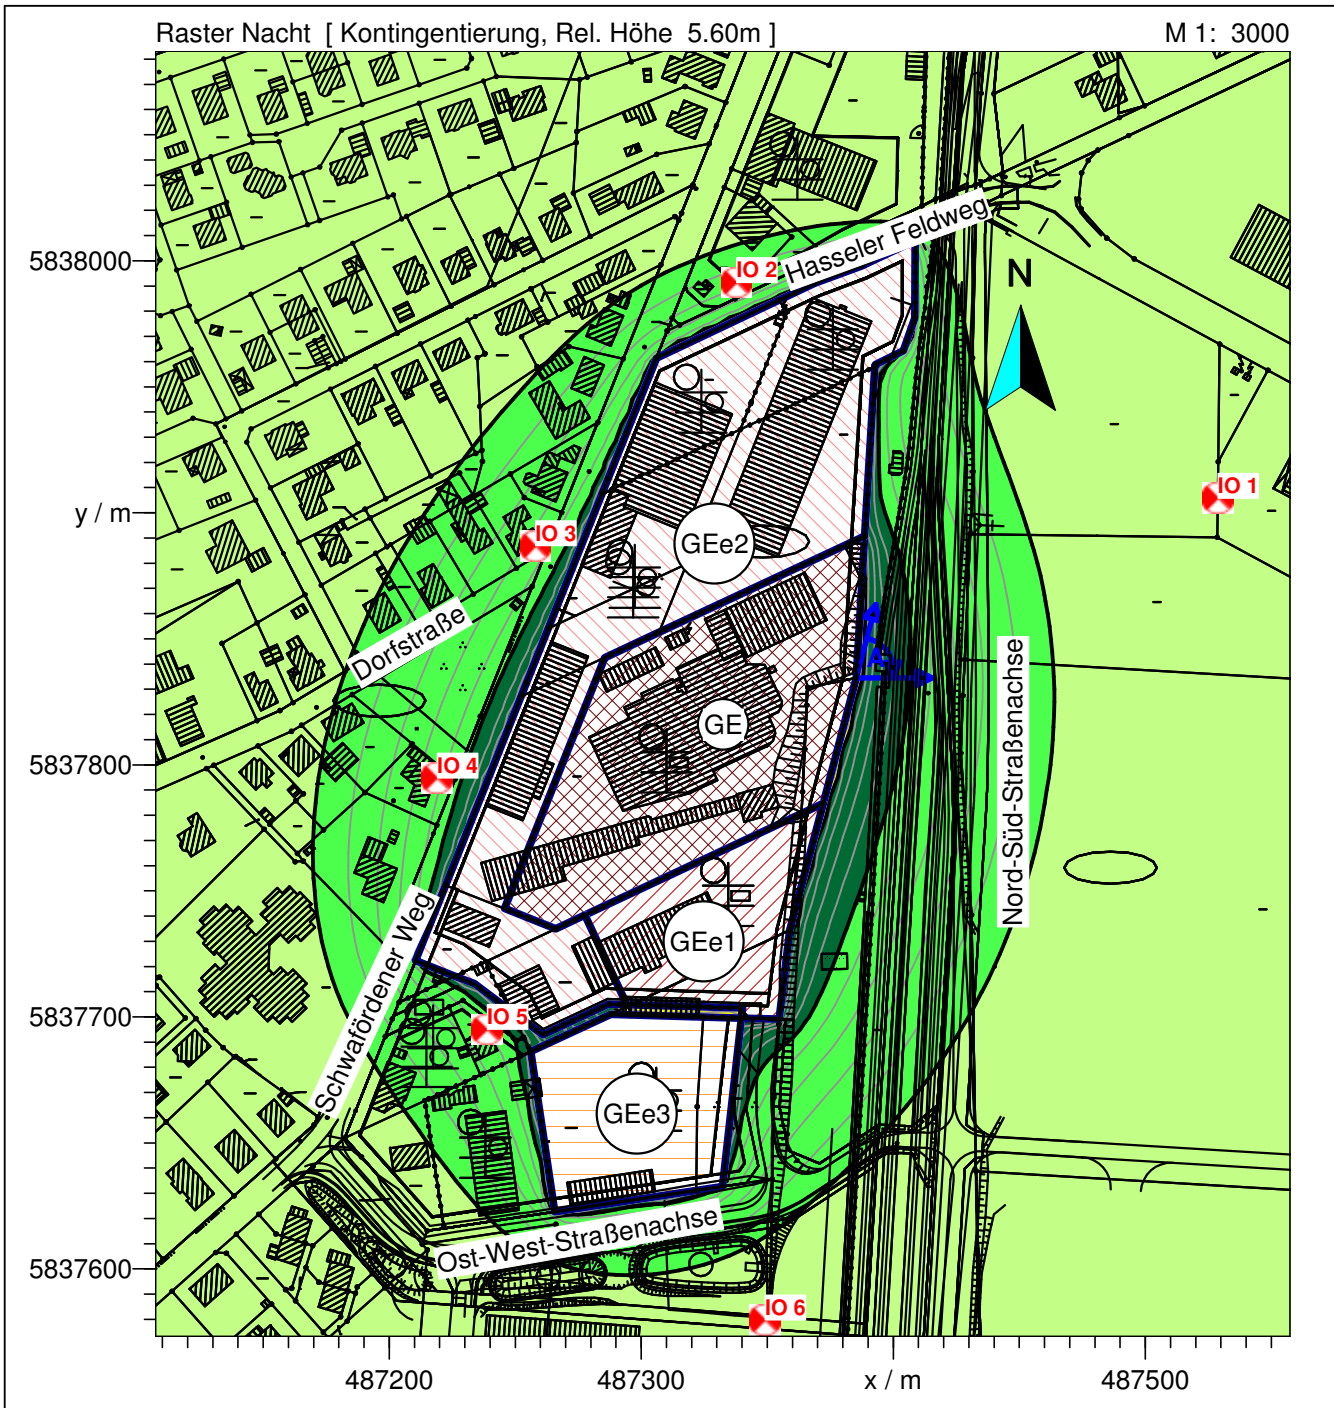 Raster Nacht [ Kontingentierung, Rel. Höhe 5.60m ]
M 1: 3000
Hasseler Feldweg
5838000
IO 2
N
IO 1
y / m
IO 3
GEe2
Dorfstraße
A
Nord-Süd-Straßenachse
GE
5837800
IO 4
Schwafördener Weg
GEe1
5837700
IO 5
GEe3
Ost-West-Straßenachse
5837600
IO 6
487200
487300
x / m
487500